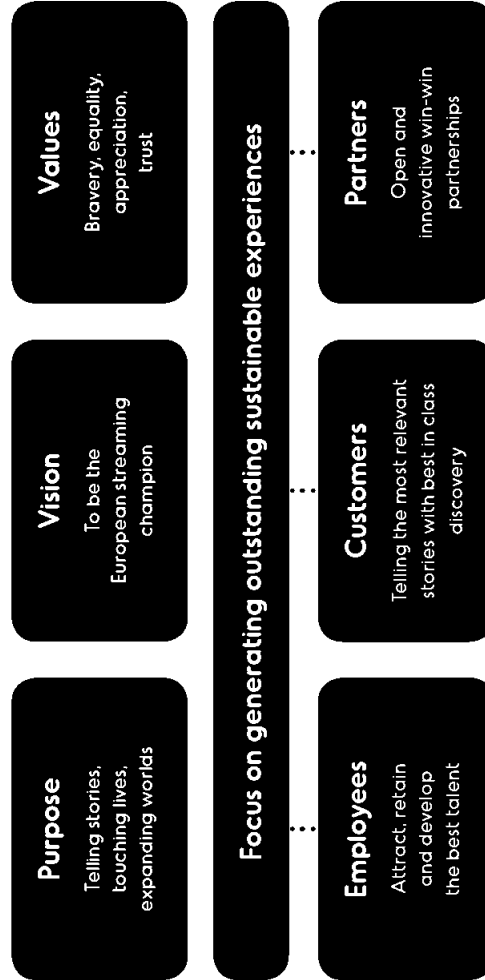 Purpose
Telling stories,
touching lives,
expanding worlds
Vision
To be the
European streaming
champion
Values
Bravery, equality,
appreciation,
trust
Focus on generating outstanding sustainable experiences
Employees
Attract, retain
and develop
the best talent
Customers
Telling the most relevant
stories with best in class
discovery
Partners
Open and
innovative win-win
partnerships